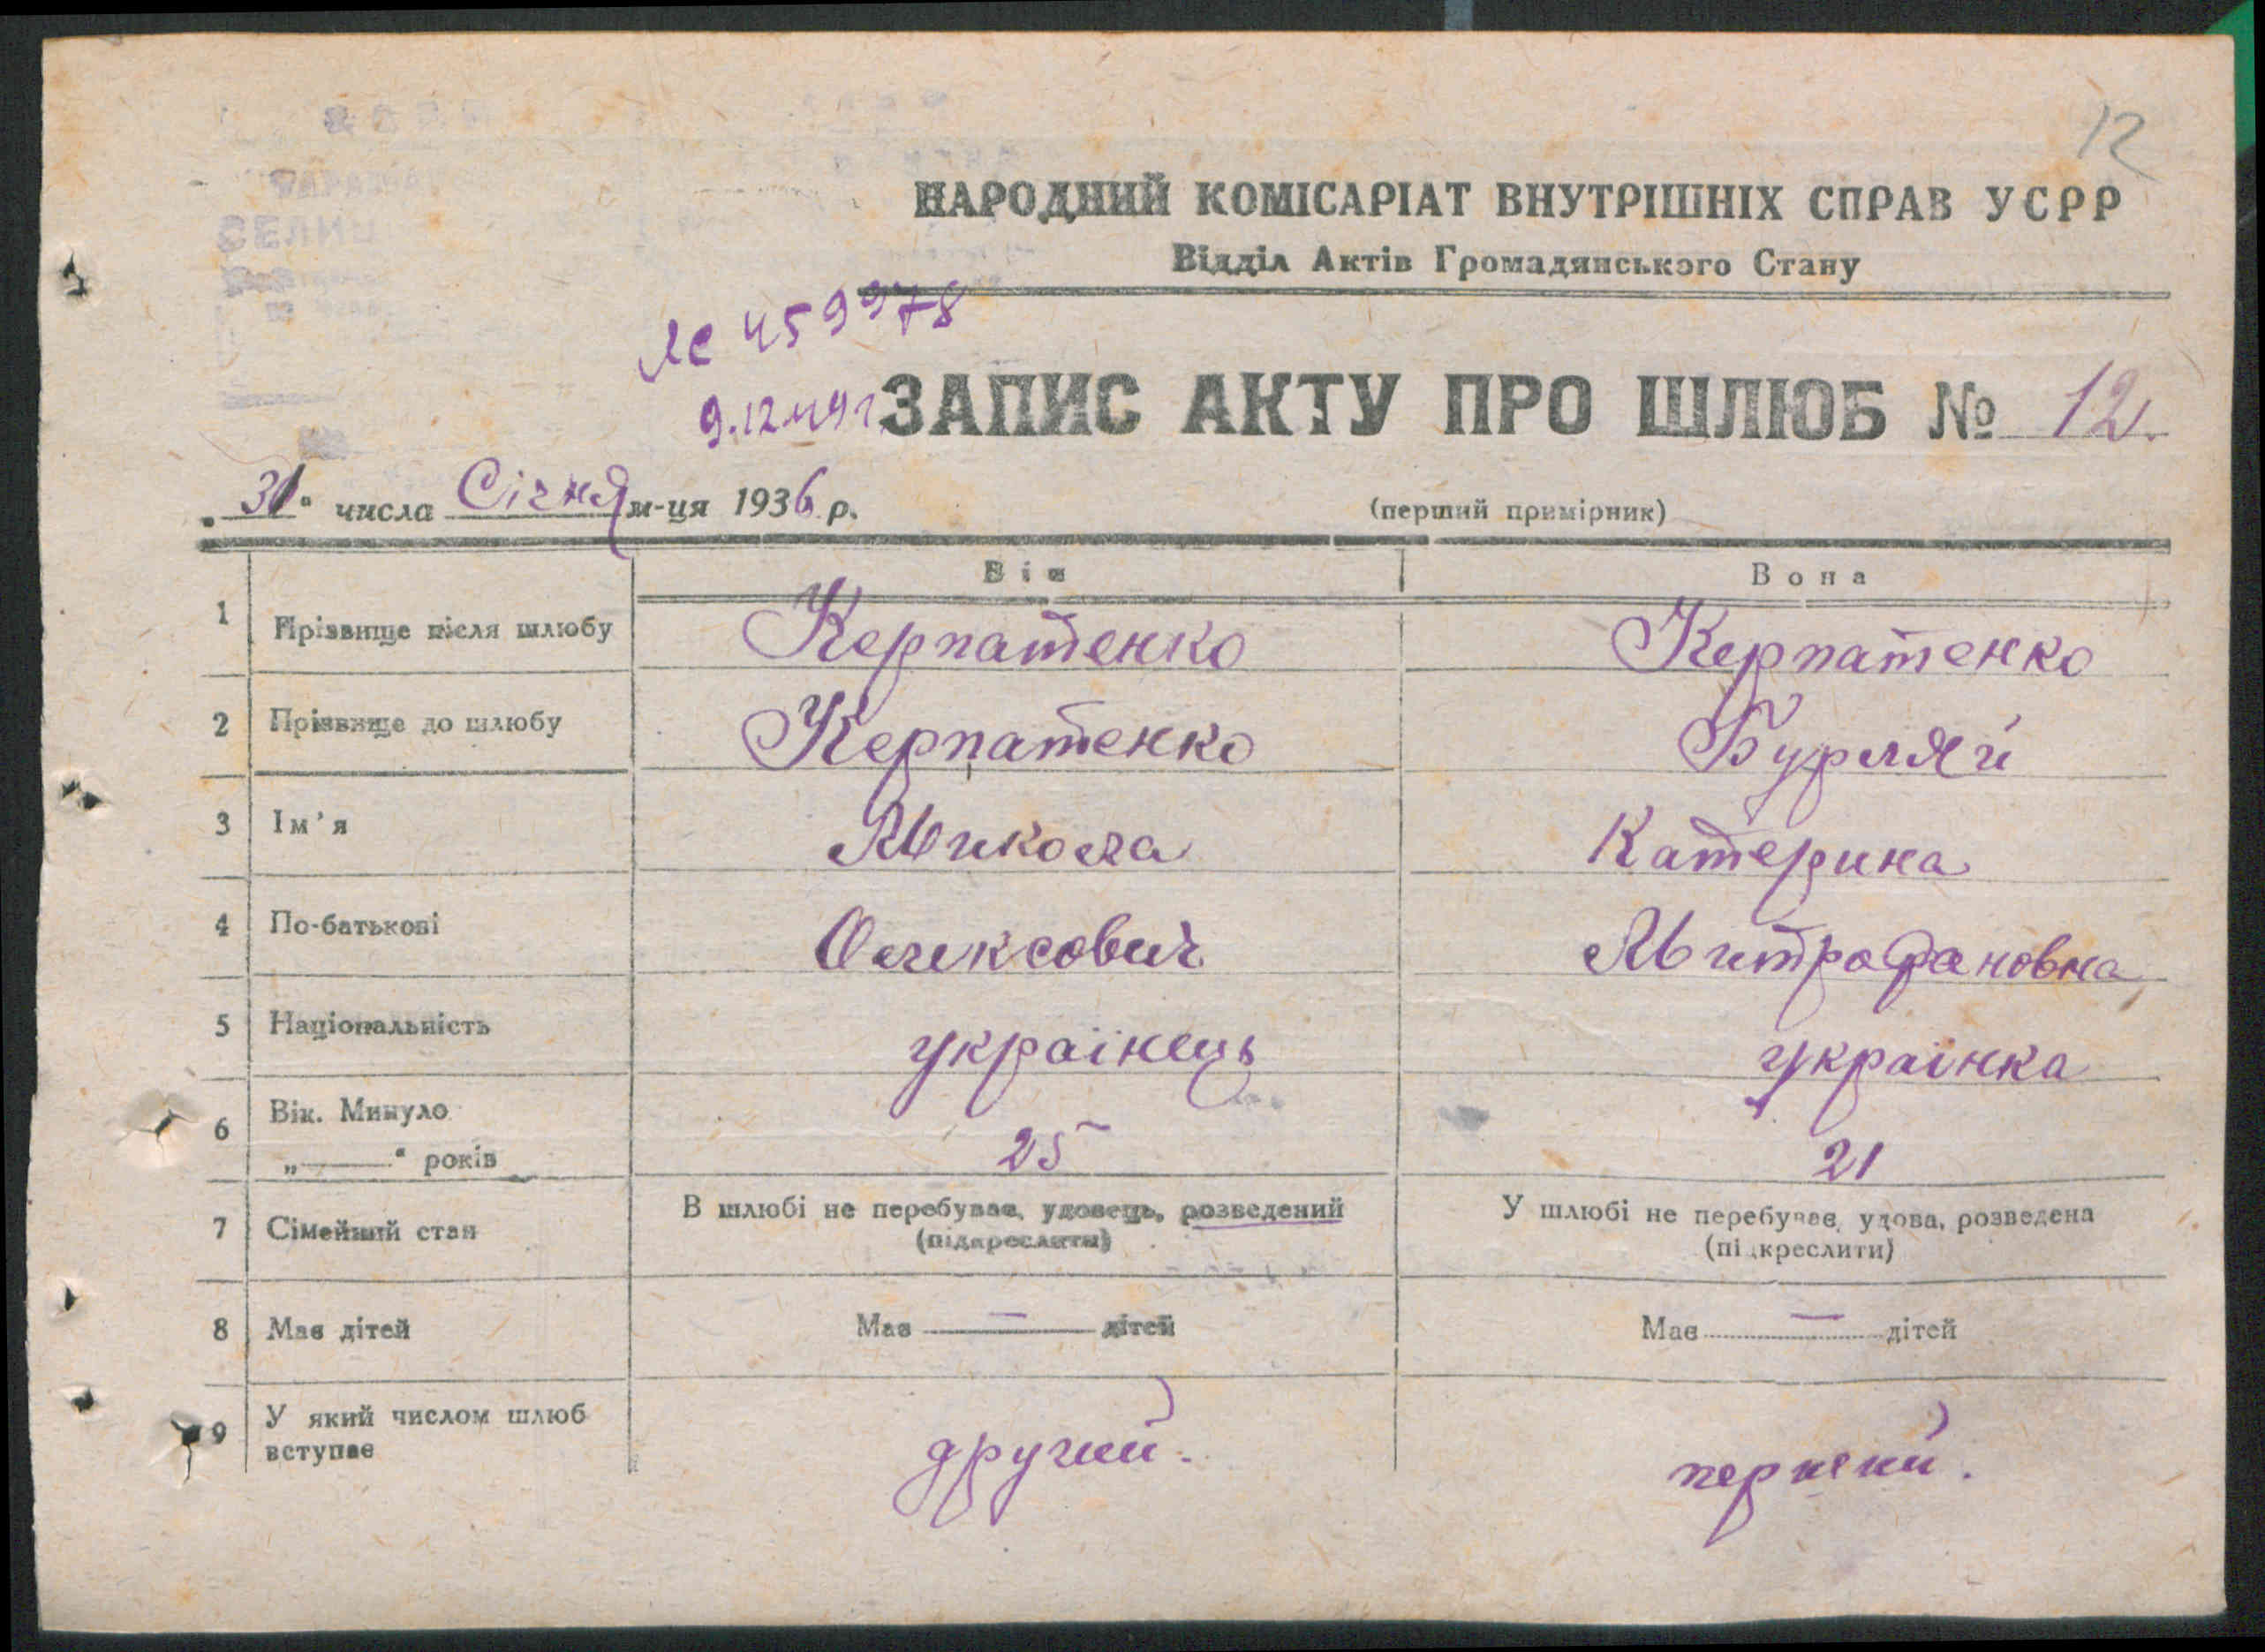 12
НАРОДНИЙ КОМІСАРІАТ ВНУТРІШНІХ СПРАВ УСРР
Відділ Актів Громадянського Стану
ЯС 459978
9.12.49 г.
ЗАПИС АКТУ ПРО ШЛЮБ № 12.
„31“ числа Січня м-ця 1936 р.
(перший примірник)
Він Вона
1 Прізвище після шлюбу Керпатенко Керпатенко
2 Прізвище до шлюбу Керпатенко Бурляй
3 Ім'я Микола Катерина
4 По-батькові Олексович Митрофановна
5 Національність українець українка
6 Вік. Минуло
„———“ років 25 21
7 Сімейний стан В шлюбі не перебуває, удовець, розведений У шлюбі не перебуває, удова, розведена
(підкреслити) (підкреслити)
8 Має дітей Має — дітей Має — дітей
9 У який числом шлюб
вступає другий. первший.